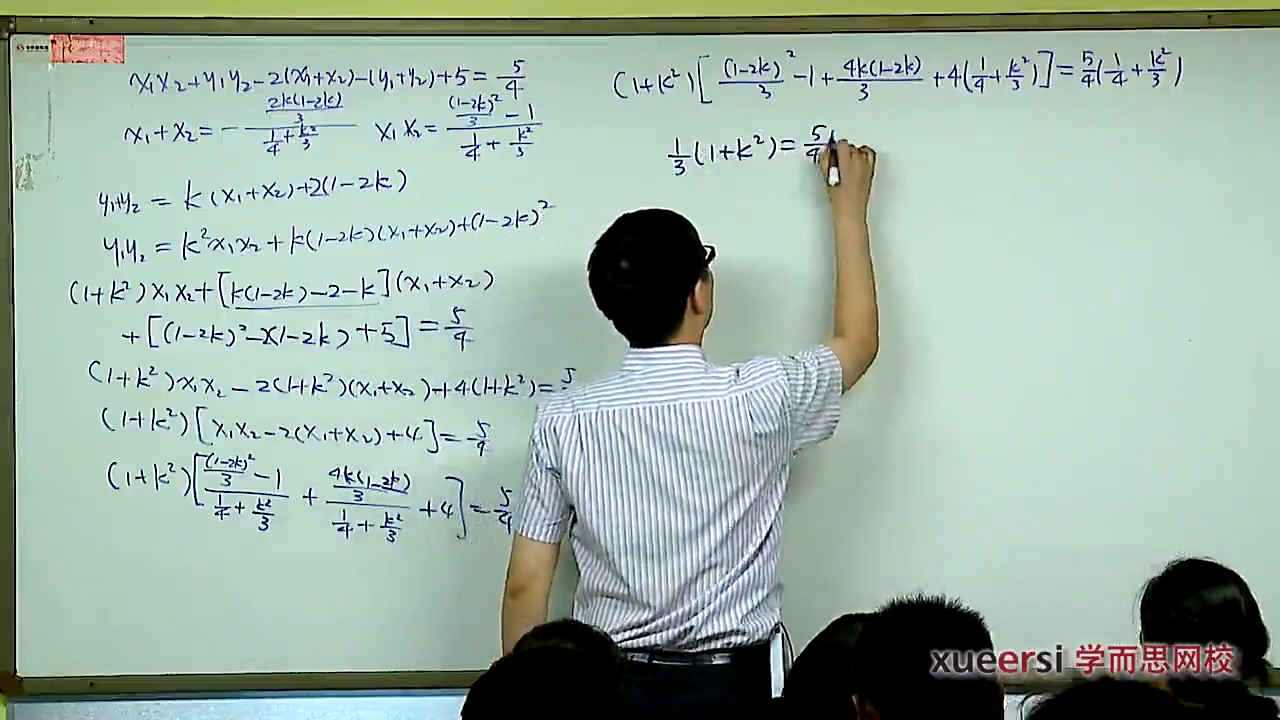 x₁x₂+y₁y₂-2(x₁+x₂)-(y₁+y₂)+5=5/4
x₁+x₂=-(2k(1-2k)/3)/(1/4+k²/3) x₁x₂=((1-2k)²/3-1)/(1/4+k²/3)
y₁+y₂=k(x₁+x₂)+2(1-2k)
y₁y₂=k²x₁x₂+k(1-2k)(x₁+x₂)+(1-2k)²
(1+k²)x₁x₂+[k(1-2k)-2-k](x₁+x₂)
+[(1-2k)²-2(1-2k)+5]=5/4
(1+k²)x₁x₂-2(1+k²)(x₁+x₂)+4(1+k²)=5
(1+k²)[x₁x₂-2(x₁+x₂)+4]=5/4
(1+k²)[((1-2k)²/3-1)/(1/4+k²/3)+(4k(1-2k)/3)/(1/4+k²/3)+4]=5/4
(1+k²)[(1-2k)²/3-1+4k(1-2k)/3+4(1/4+k²/3)]=5/4(1/4+k²/3)
1/3(1+k²)=5/4(
xueersi 学而思网校